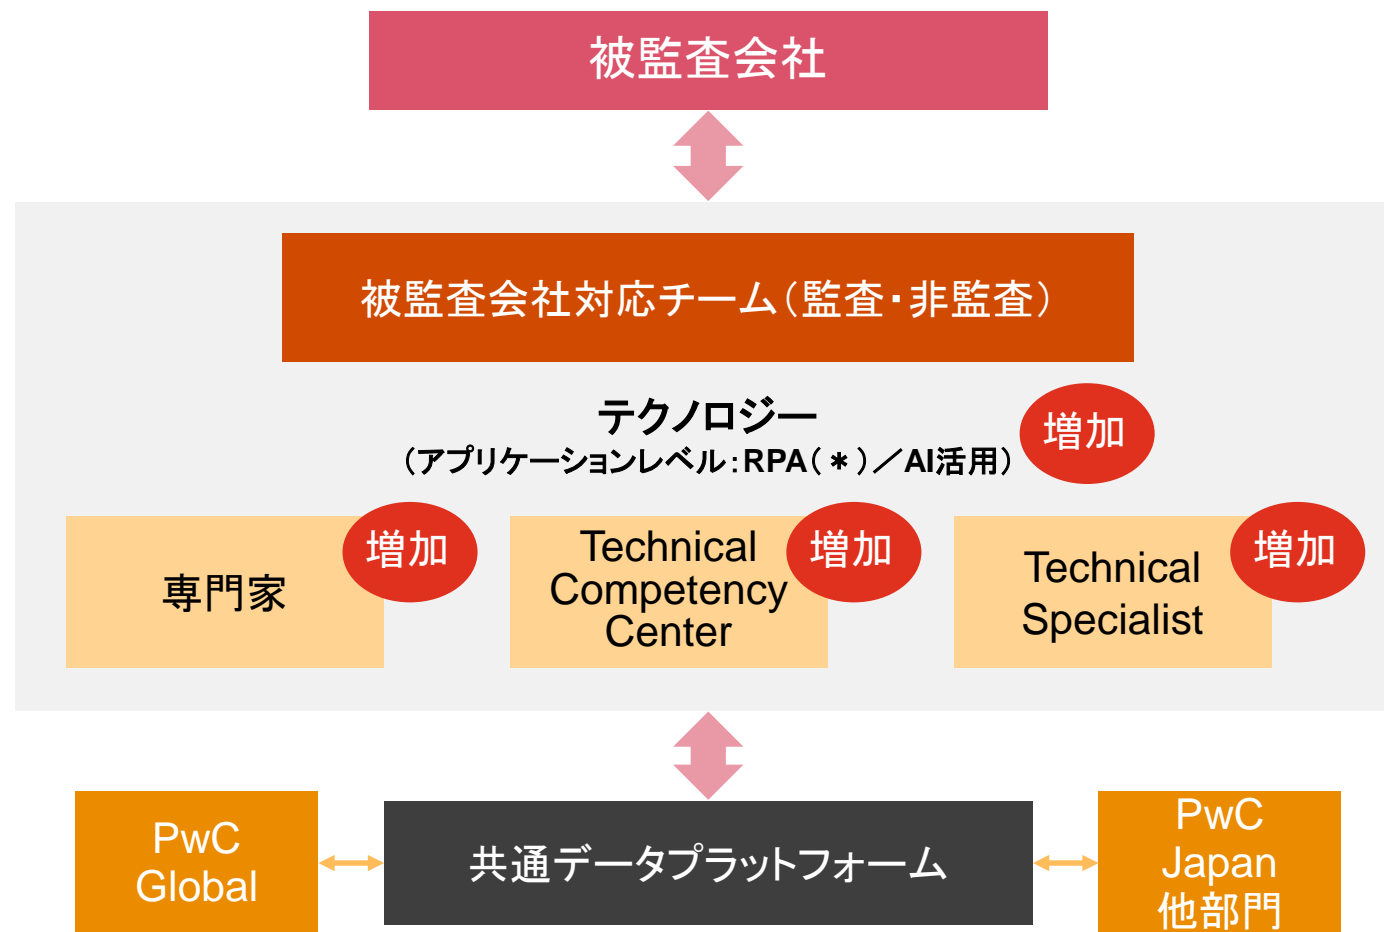 被監査会社
被監査会社対応チーム（監査・非監査）
テクノロジー
（アプリケーションレベル：RPA（＊）／AI活用）
増加
専門家
増加
Technical
Competency
Center
増加
Technical
Specialist
増加
PwC
Global
共通データプラットフォーム
PwC
Japan
他部門